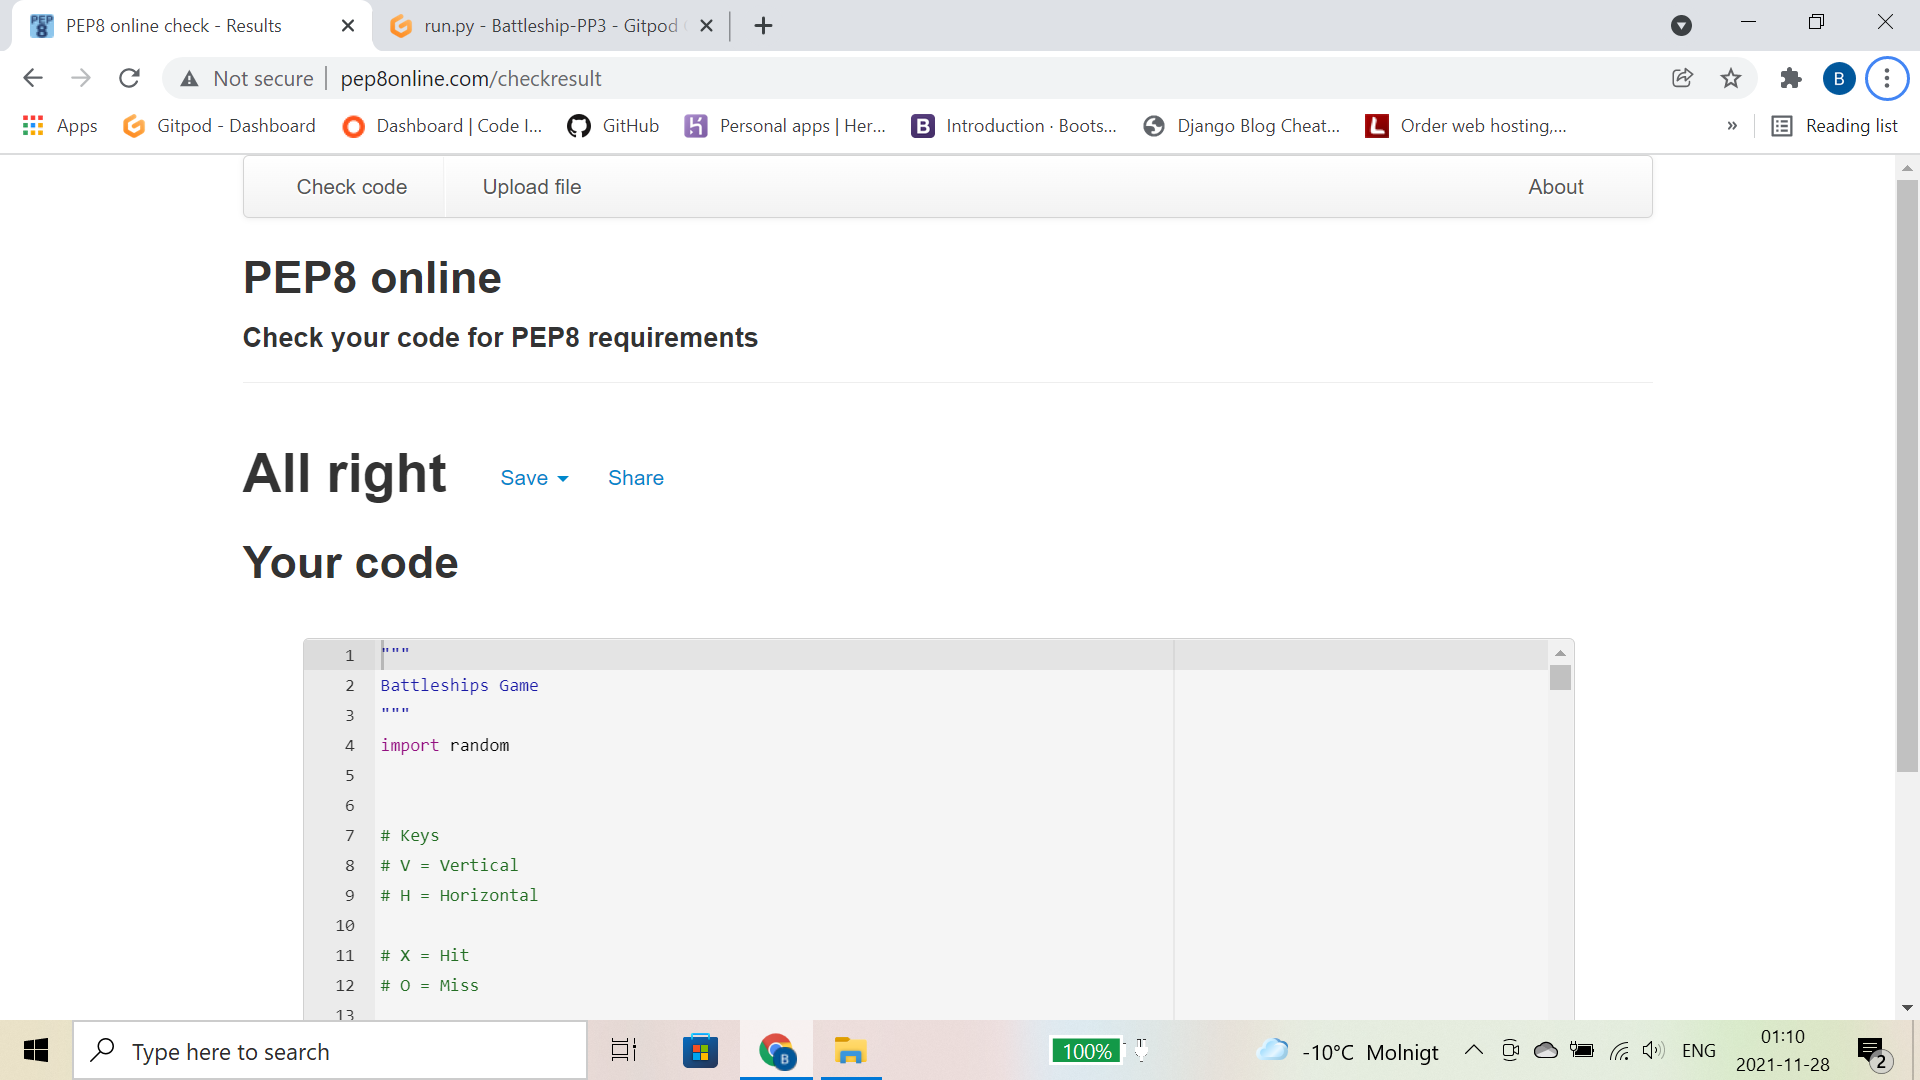 PEP8 online check - Results
run.py - Battleship-PP3 - Gitpod
Not secure
pep8online.com/checkresult
B
Apps
Gitpod - Dashboard
Dashboard | Code I...
GitHub
Personal apps | Her...
B
Introduction · Boots...
Django Blog Cheat...
L
Order web hosting,...
»
Reading list
Check code
Upload file
About
PEP8 online
Check your code for PEP8 requirements
All right
Save
Share
Your code
1 """
2 Battleships Game
3 """
4 import random
5
6
7 # Keys
8 # V = Vertical
9 # H = Horizontal
10
11 # X = Hit
12 # O = Miss
13
Type here to search
B
100%
-10°C Molnigt
ENG
01:10
2021-11-28
2